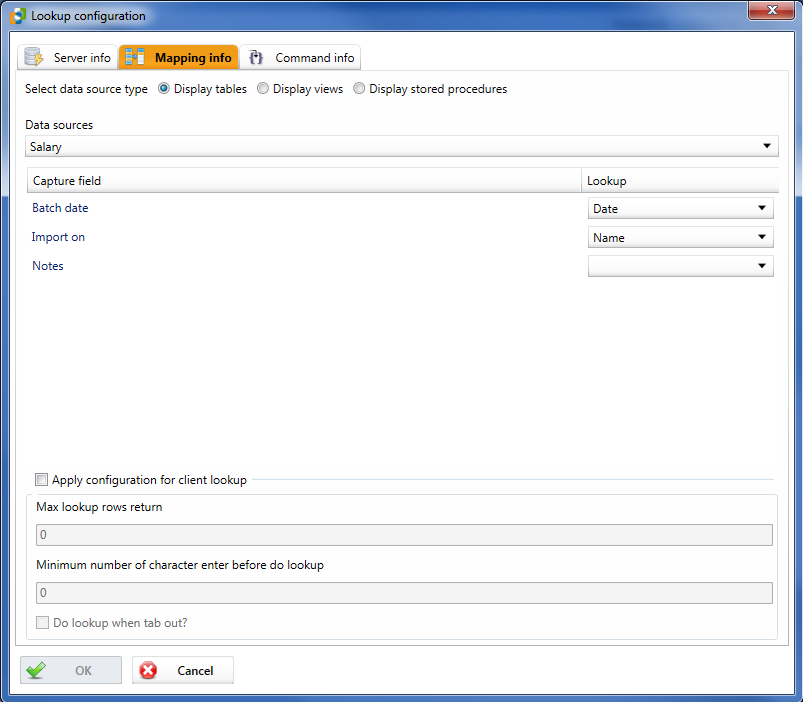 Lookup configuration
Server info Mapping info Command info
Select data source type Display tables Display views Display stored procedures
Data sources
Salary
Capture field Lookup
Batch date Date
Import on Name
Notes
Apply configuration for client lookup
Max lookup rows return
0
Minimum number of character enter before do lookup
0
Do lookup when tab out?
OK Cancel